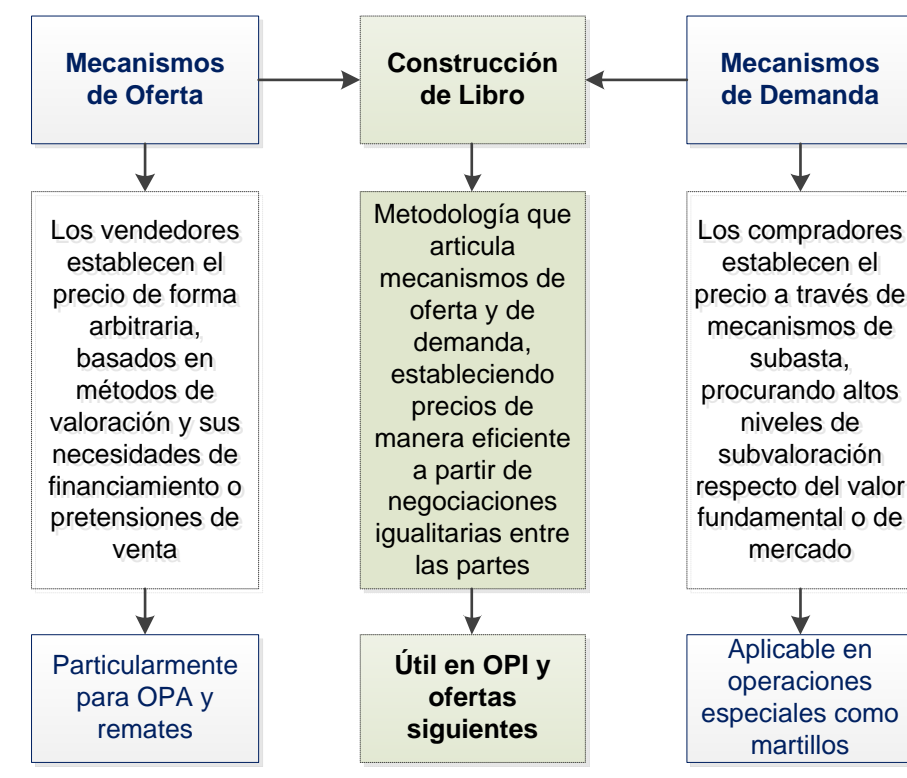 Mecanismos
de Oferta
Construcción
de Libro
Mecanismos
de Demanda
Los vendedores
establecen el
precio de forma
arbitraria,
basados en
métodos de
valoración y sus
necesidades de
financiamiento o
pretensiones de
venta
Metodología que
articula
mecanismos de
oferta y de
demanda,
estableciendo
precios de
manera eficiente
a partir de
negociaciones
igualitarias entre
las partes
Los compradores
establecen el
precio a través de
mecanismos de
subasta,
procurando altos
niveles de
subvaloración
respecto del valor
fundamental o de
mercado
Particularmente
para OPA y
remates
Útil en OPI y
ofertas
siguientes
Aplicable en
operaciones
especiales como
martillos